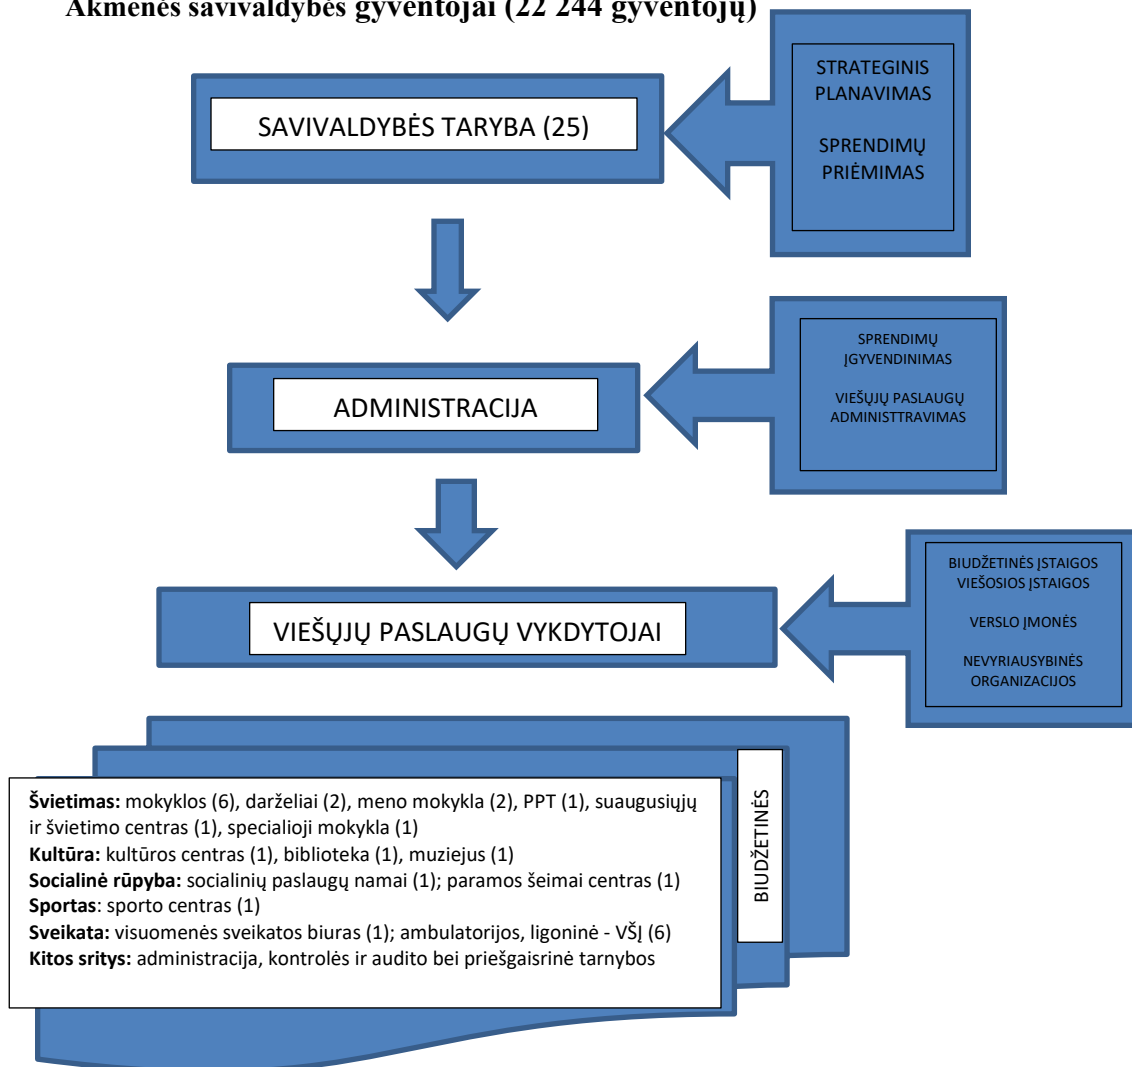 Akmenės savivaldybės gyventojai (22 244 gyventojų)
STRATEGINIS
PLANAVIMAS
SPRENDIMŲ
PRIĖMIMAS
SAVIVALDYBĖS TARYBA (25)
SPRENDIMŲ
ĮGYVENDINIMAS
VIEŠŲJŲ PASLAUGŲ
ADMINISTTRAVIMAS
ADMINISTRACIJA
BIUDŽETINĖS ĮSTAIGOS
VIEŠOSIOS ĮSTAIGOS
VERSLO ĮMONĖS
NEVYRIAUSYBINĖS
ORGANIZACIJOS
VIEŠŲJŲ PASLAUGŲ VYKDYTOJAI
BIUDŽETINĖS
Švietimas: mokyklos (6), darželiai (2), meno mokykla (2), PPT (1), suaugusiųjų
ir švietimo centras (1), specialioji mokykla (1)
Kultūra: kultūros centras (1), biblioteka (1), muziejus (1)
Socialinė rūpyba: socialinių paslaugų namai (1); paramos šeimai centras (1)
Sportas: sporto centras (1)
Sveikata: visuomenės sveikatos biuras (1); ambulatorijos, ligoninė - VŠĮ (6)
Kitos sritys: administracija, kontrolės ir audito bei priešgaisrinė tarnybos